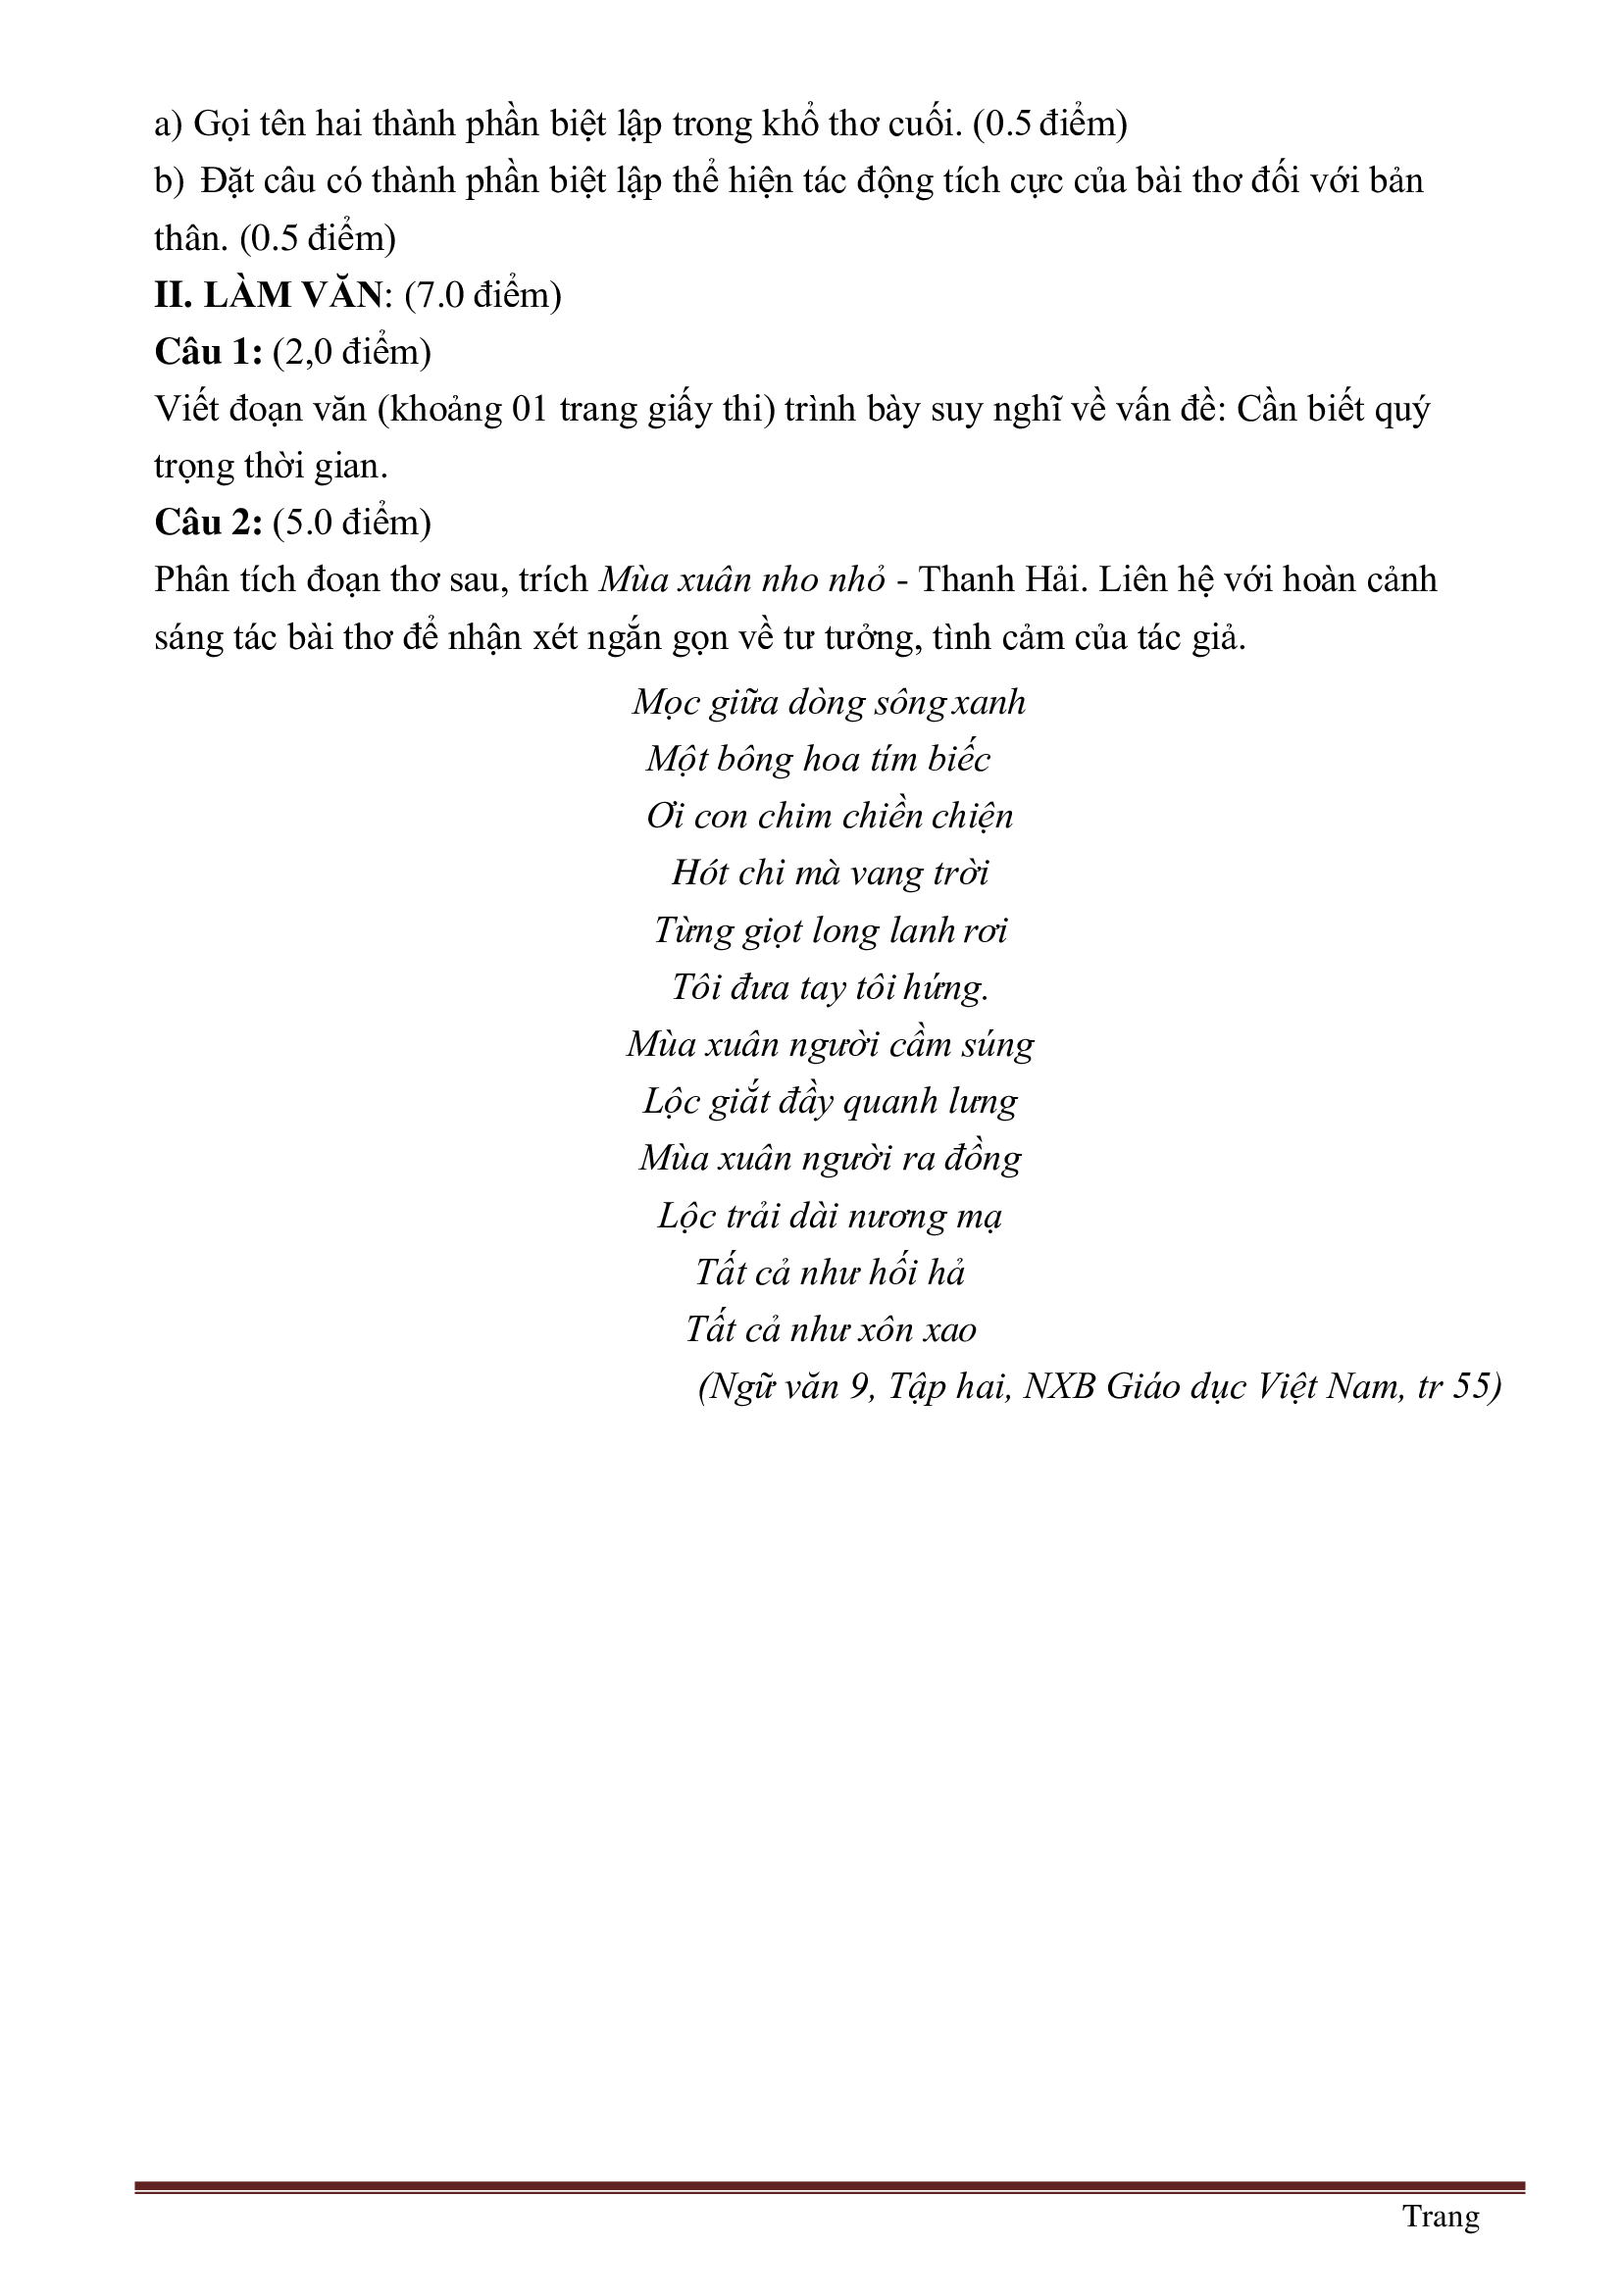 a) Gọi tên hai thành phần biệt lập trong khổ thơ cuối. (0.5 điểm)
b) Đặt câu có thành phần biệt lập thể hiện tác động tích cực của bài thơ đối với bản
thân. (0.5 điểm)
II. LÀM VĂN: (7.0 điểm)
Câu 1: (2,0 điểm)
Viết đoạn văn (khoảng 01 trang giấy thi) trình bày suy nghĩ về vấn đề: Cần biết quý
trọng thời gian.
Câu 2: (5.0 điểm)
Phân tích đoạn thơ sau, trích Mùa xuân nho nhỏ - Thanh Hải. Liên hệ với hoàn cảnh
sáng tác bài thơ để nhận xét ngắn gọn về tư tưởng, tình cảm của tác giả.
Mọc giữa dòng sông xanh
Một bông hoa tím biếc
Ơi con chim chiền chiện
Hót chi mà vang trời
Từng giọt long lanh rơi
Tôi đưa tay tôi hứng.
Mùa xuân người cầm súng
Lộc giắt đầy quanh lưng
Mùa xuân người ra đồng
Lộc trải dài nương mạ
Tất cả như hối hả
Tất cả như xôn xao
(Ngữ văn 9, Tập hai, NXB Giáo dục Việt Nam, tr 55)
Trang